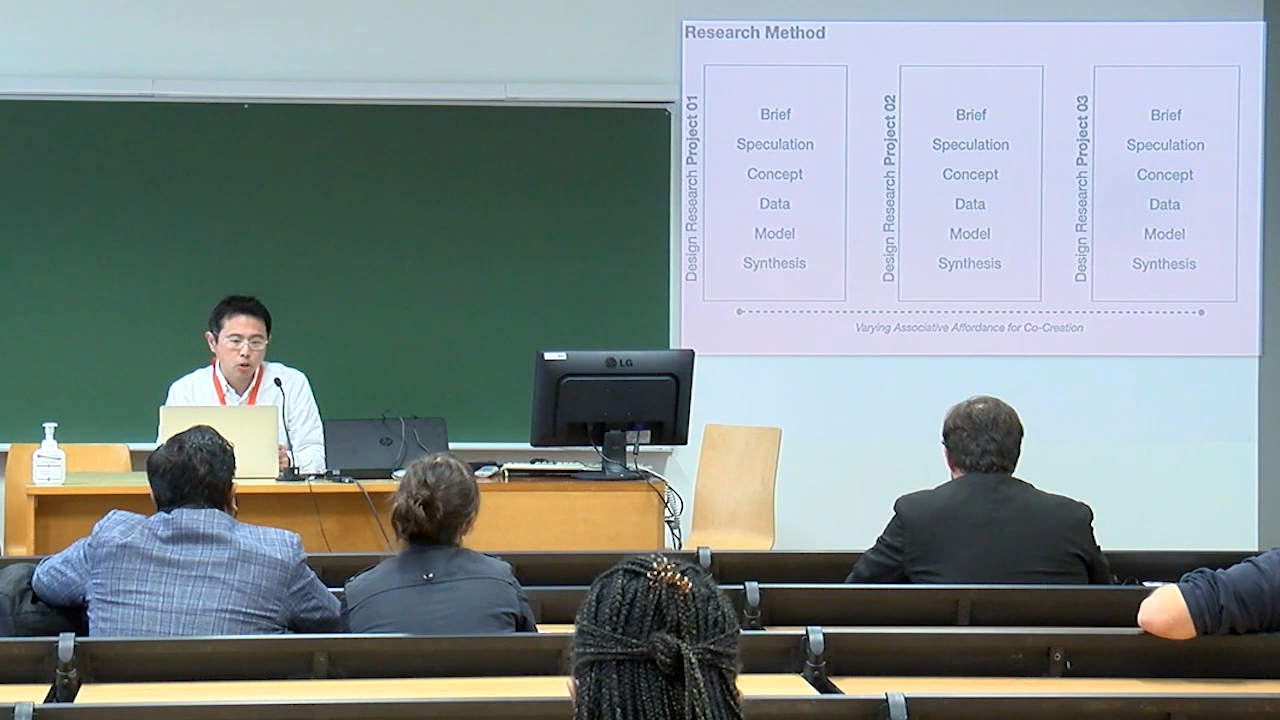 Research Method
Design Research Project 01
Brief
Speculation
Concept
Data
Model
Synthesis
Design Research Project 02
Brief
Speculation
Concept
Data
Model
Synthesis
Design Research Project 03
Brief
Speculation
Concept
Data
Model
Synthesis
Varying Associative Affordance for Co-Creation
LG
hp